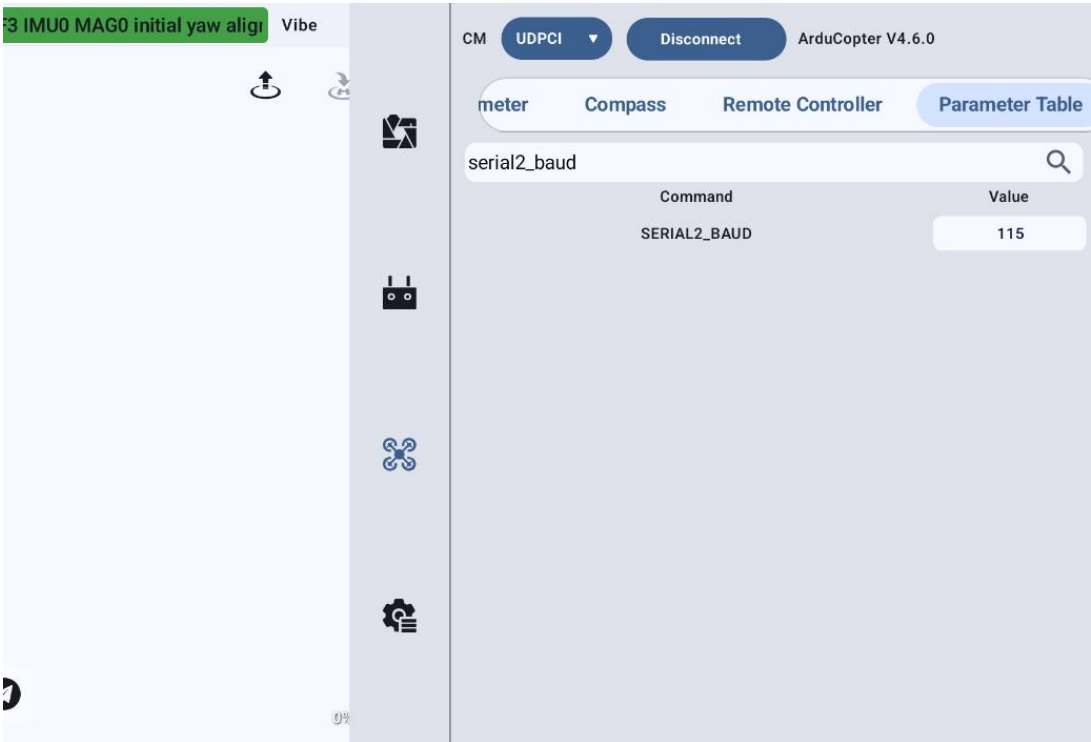 F3 IMU0 MAG0 initial yaw alig
Vibe
CM
UDPCI
Disconnect
ArduCopter V4.6.0
meter
Compass
Remote Controller
Parameter Table
serial2_baud
Command
Value
SERIAL2_BAUD
115
0%